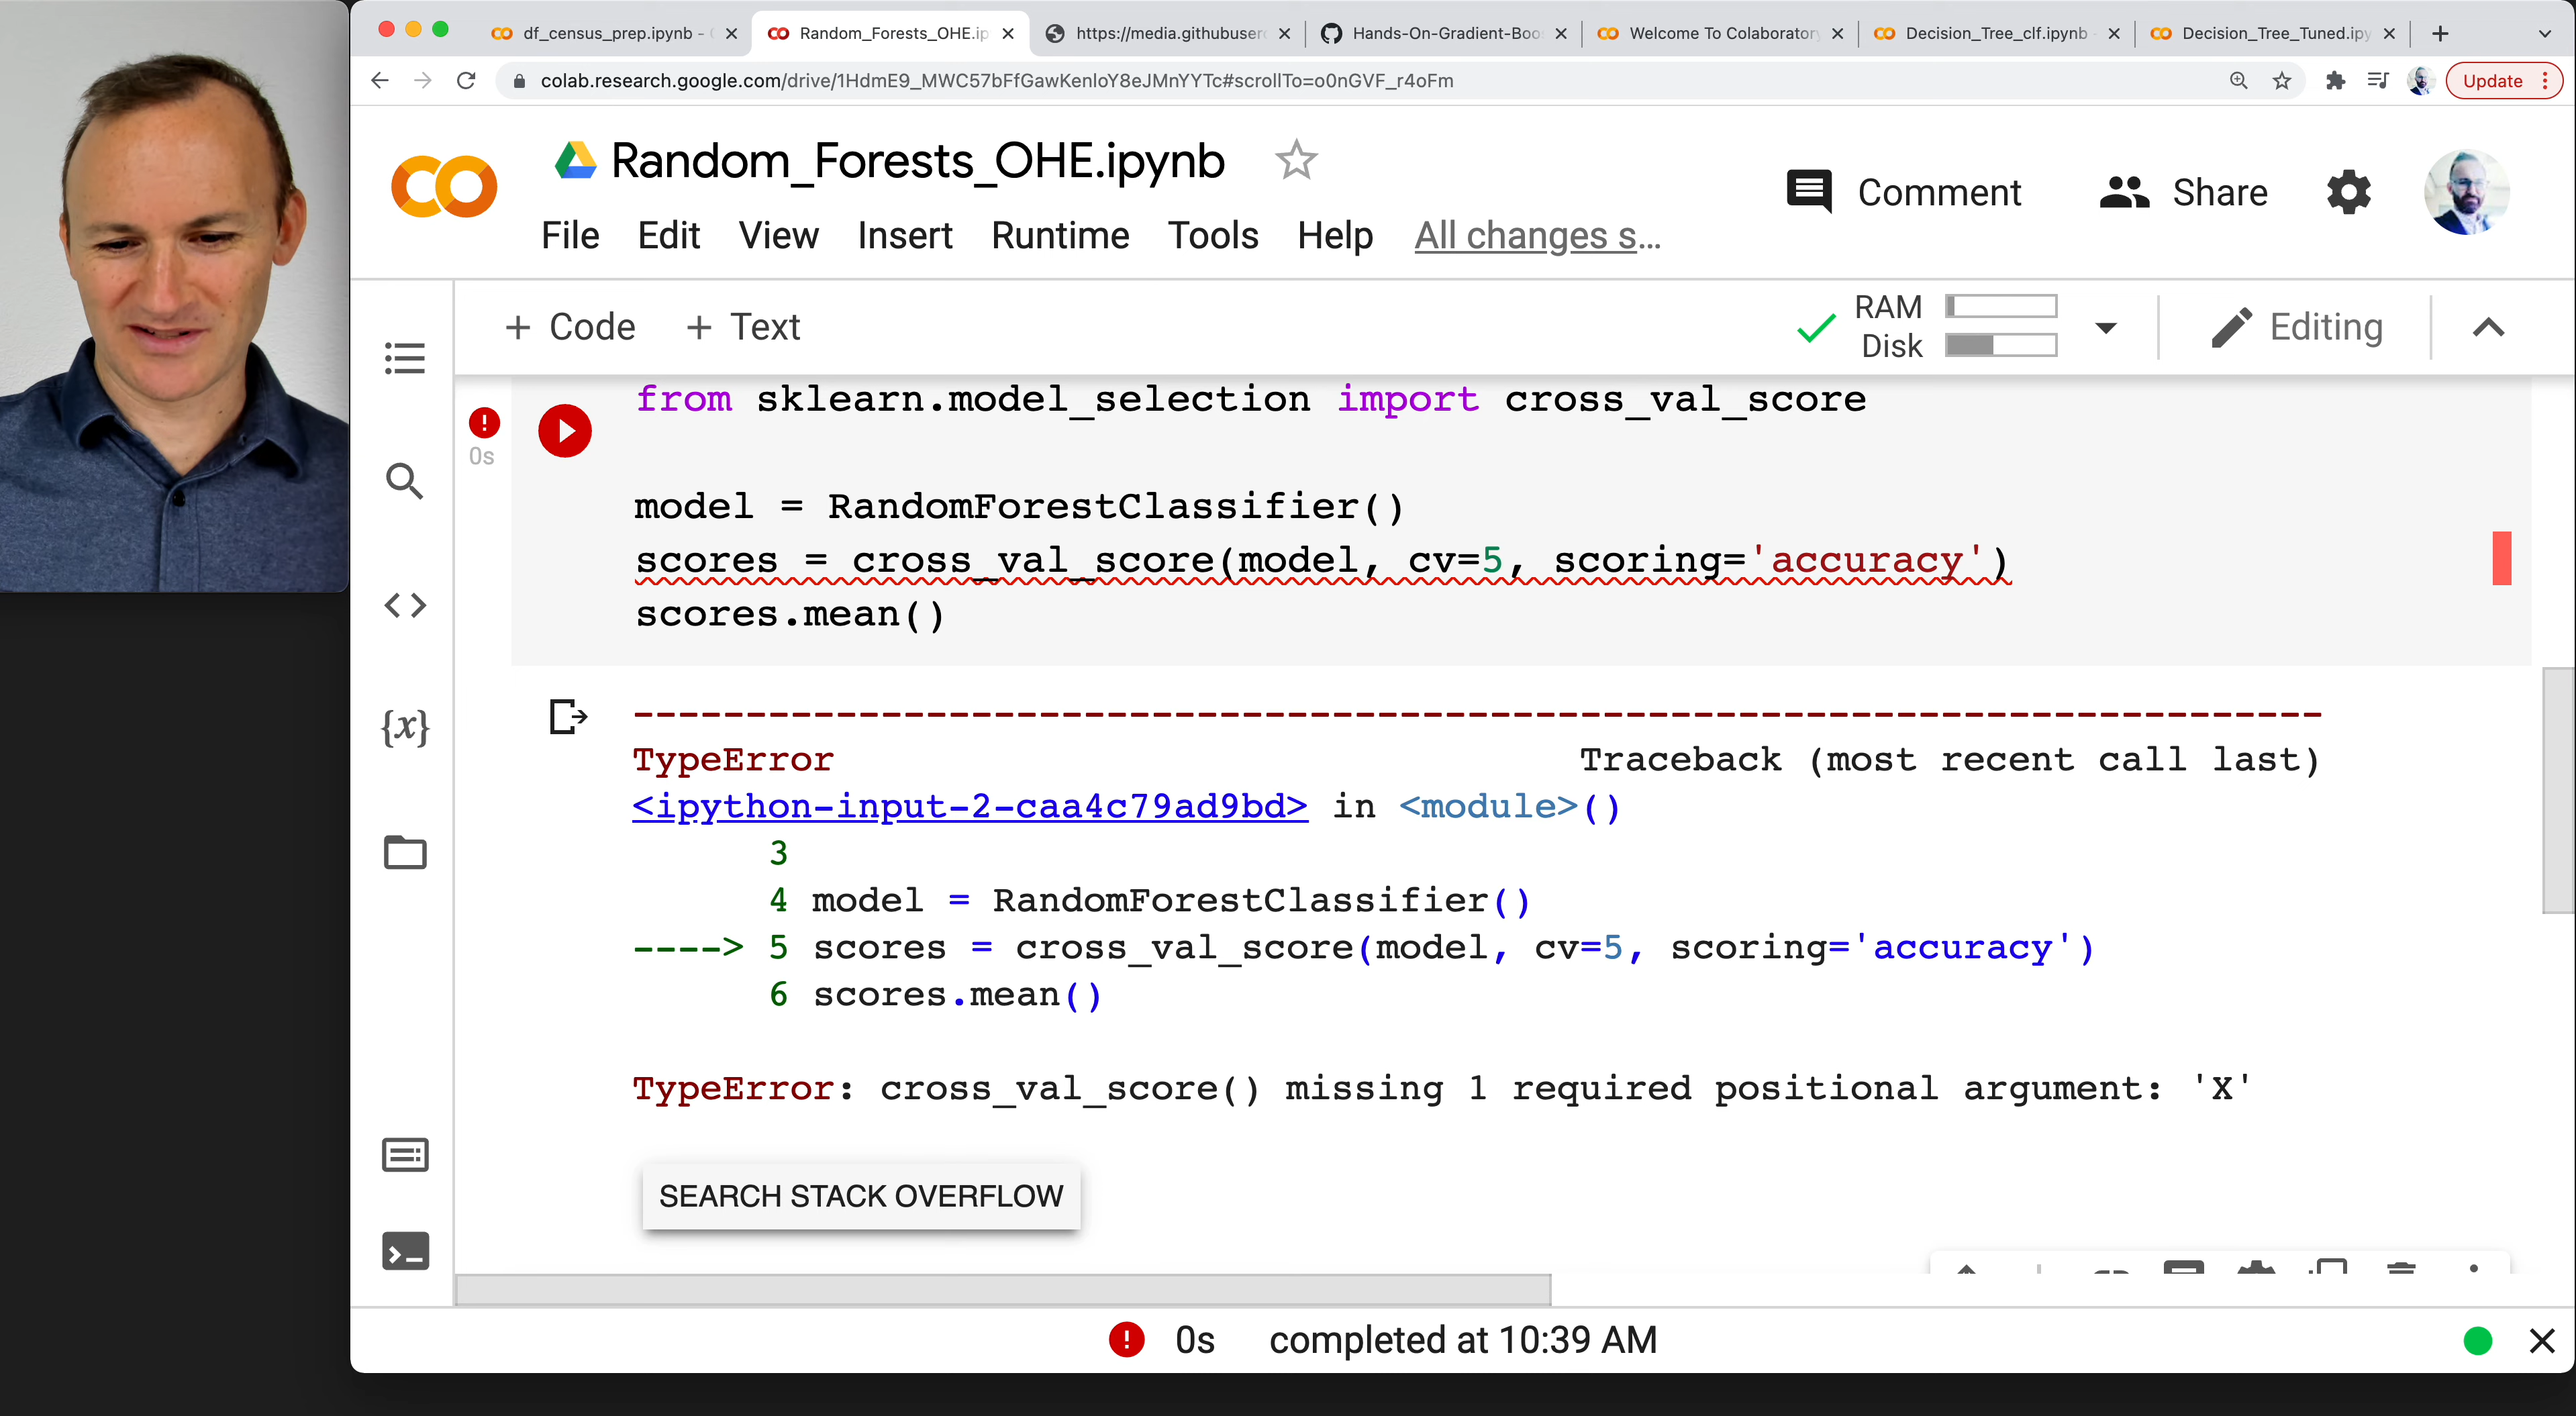 df_census_prep.ipynb -
Random_Forests_OHE.ip
https://media.githubuserc
Hands-On-Gradient-Boo
Welcome To Colaboratory
Decision_Tree_clf.ipynb
Decision_Tree_Tuned.ipy
colab.research.google.com/drive/1HdmE9_MWC57bFfGawKenIoY8eJMnYYTc#scrollTo=o0nGVF_r4oFm
Update
CO
Random_Forests_OHE.ipynb
Comment
Share
File Edit View Insert Runtime Tools Help All changes s...
+ Code + Text
RAM
Disk
Editing
from sklearn.model_selection import cross_val_score
0s
model = RandomForestClassifier()
scores = cross_val_score(model, cv=5, scoring='accuracy')
scores.mean()
{x}
---------------------------------------------------------------------------
TypeError Traceback (most recent call last)
<ipython-input-2-caa4c79ad9bd> in <module>()
3
4 model = RandomForestClassifier()
----> 5 scores = cross_val_score(model, cv=5, scoring='accuracy')
6 scores.mean()
TypeError: cross_val_score() missing 1 required positional argument: 'X'
SEARCH STACK OVERFLOW
0s completed at 10:39 AM